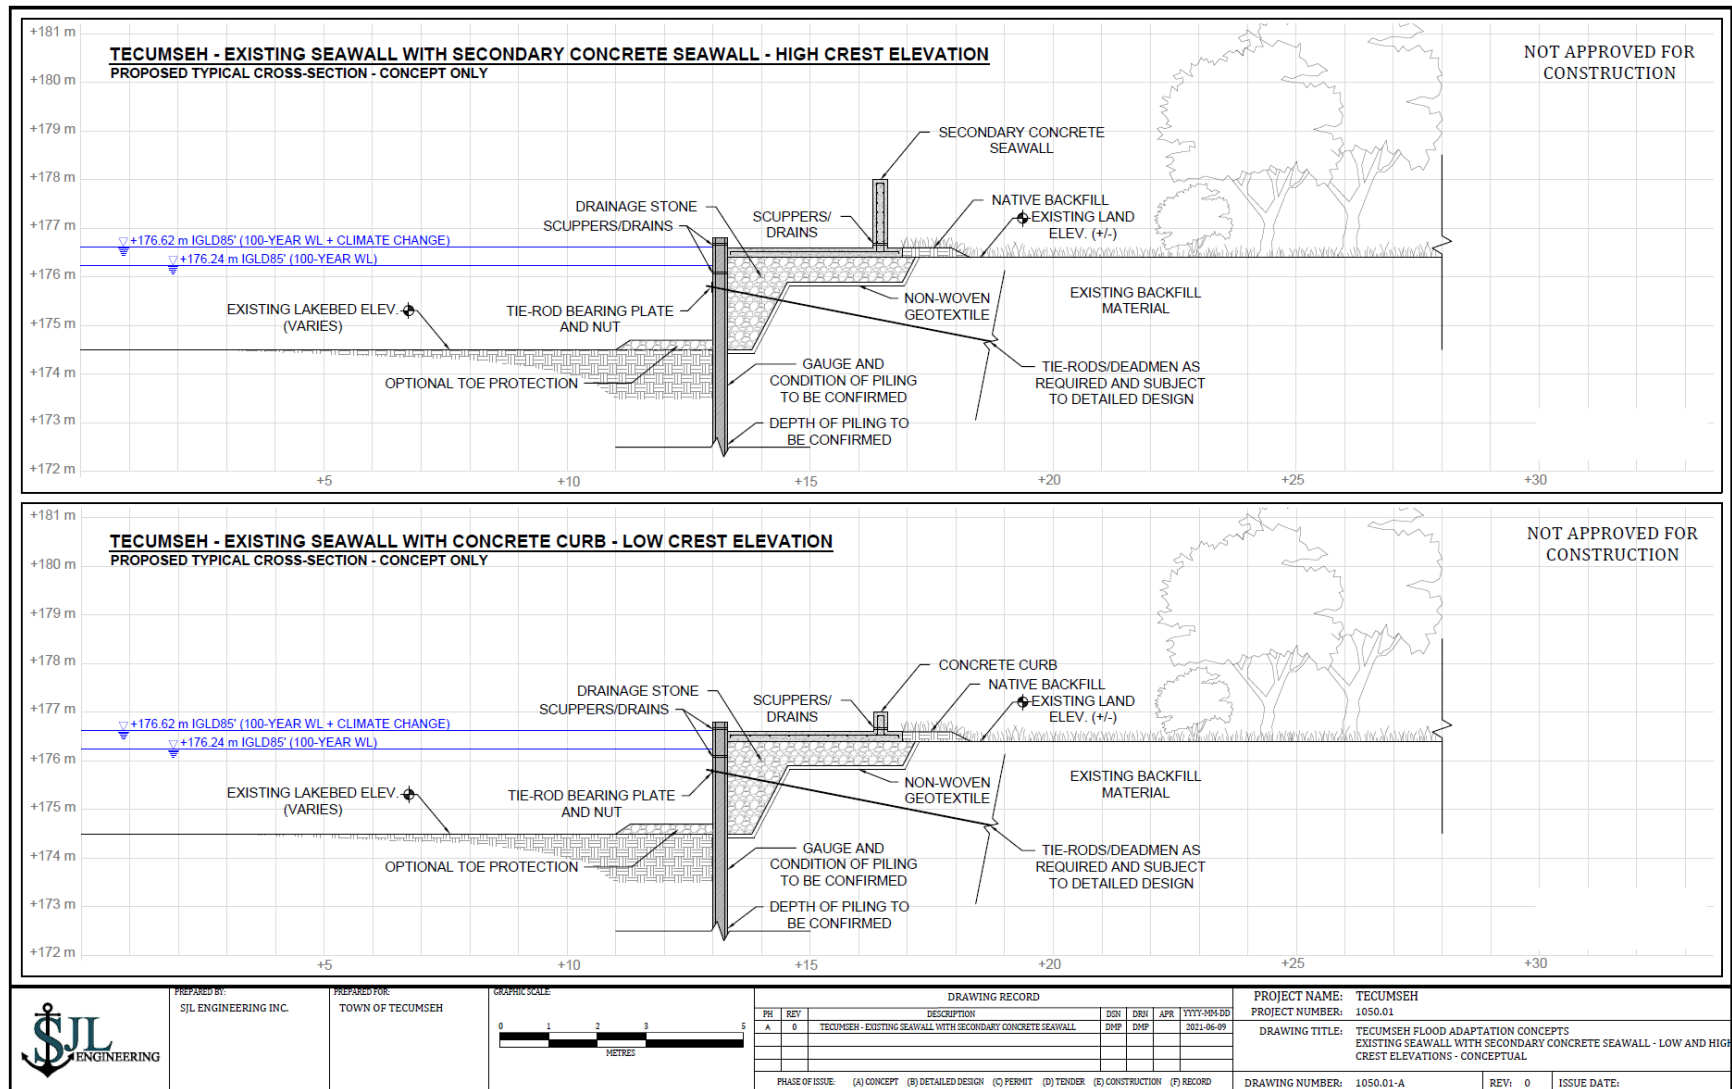 +181 m
TECUMSEH - EXISTING SEAWALL WITH SECONDARY CONCRETE SEAWALL - HIGH CREST ELEVATION
PROPOSED TYPICAL CROSS-SECTION - CONCEPT ONLY
NOT APPROVED FOR
CONSTRUCTION
+180 m
+179 m
SECONDARY CONCRETE
SEAWALL
+178 m
DRAINAGE STONE
SCUPPERS/DRAINS
SCUPPERS/
DRAINS
NATIVE BACKFILL
EXISTING LAND
ELEV. (+/-)
+177 m
+176.62 m IGLD85' (100-YEAR WL + CLIMATE CHANGE)
+176.24 m IGLD85' (100-YEAR WL)
+176 m
EXISTING LAKEBED ELEV.
(VARIES)
TIE-ROD BEARING PLATE
AND NUT
NON-WOVEN
GEOTEXTILE
EXISTING BACKFILL
MATERIAL
+175 m
OPTIONAL TOE PROTECTION
GAUGE AND
CONDITION OF PILING
TO BE CONFIRMED
TIE-RODS/DEADMEN AS
REQUIRED AND SUBJECT
TO DETAILED DESIGN
+174 m
DEPTH OF PILING TO
BE CONFIRMED
+173 m
+172 m
+5
+10
+15
+20
+25
+30
+181 m
TECUMSEH - EXISTING SEAWALL WITH CONCRETE CURB - LOW CREST ELEVATION
PROPOSED TYPICAL CROSS-SECTION - CONCEPT ONLY
NOT APPROVED FOR
CONSTRUCTION
+180 m
+179 m
+178 m
CONCRETE CURB
DRAINAGE STONE
SCUPPERS/DRAINS
SCUPPERS/
DRAINS
NATIVE BACKFILL
EXISTING LAND
ELEV. (+/-)
+177 m
+176.62 m IGLD85' (100-YEAR WL + CLIMATE CHANGE)
+176.24 m IGLD85' (100-YEAR WL)
+176 m
EXISTING LAKEBED ELEV.
(VARIES)
TIE-ROD BEARING PLATE
AND NUT
NON-WOVEN
GEOTEXTILE
EXISTING BACKFILL
MATERIAL
+175 m
OPTIONAL TOE PROTECTION
GAUGE AND
CONDITION OF PILING
TO BE CONFIRMED
TIE-RODS/DEADMEN AS
REQUIRED AND SUBJECT
TO DETAILED DESIGN
+174 m
DEPTH OF PILING TO
BE CONFIRMED
+173 m
+172 m
+5
+10
+15
+20
+25
+30
SJL
ENGINEERING
PREPARED BY:
SJL ENGINEERING INC.
PREPARED FOR:
TOWN OF TECUMSEH
GRAPHIC SCALE:
0 1 2 3 5
METRES
DRAWING RECORD
PH REV DESCRIPTION DSN DRN APR YYYY-MM-DD
A 0 TECUMSEH - EXISTING SEAWALL WITH SECONDARY CONCRETE SEAWALL DMP DMP 2021-06-09
PHASE OF ISSUE: (A) CONCEPT (B) DETAILED DESIGN (C) PERMIT (D) TENDER (E) CONSTRUCTION (F) RECORD
PROJECT NAME: TECUMSEH
PROJECT NUMBER: 1050.01
DRAWING TITLE: TECUMSEH FLOOD ADAPTATION CONCEPTS
EXISTING SEAWALL WITH SECONDARY CONCRETE SEAWALL - LOW AND HIGH
CREST ELEVATIONS - CONCEPTUAL
DRAWING NUMBER: 1050.01-A REV: 0 ISSUE DATE: